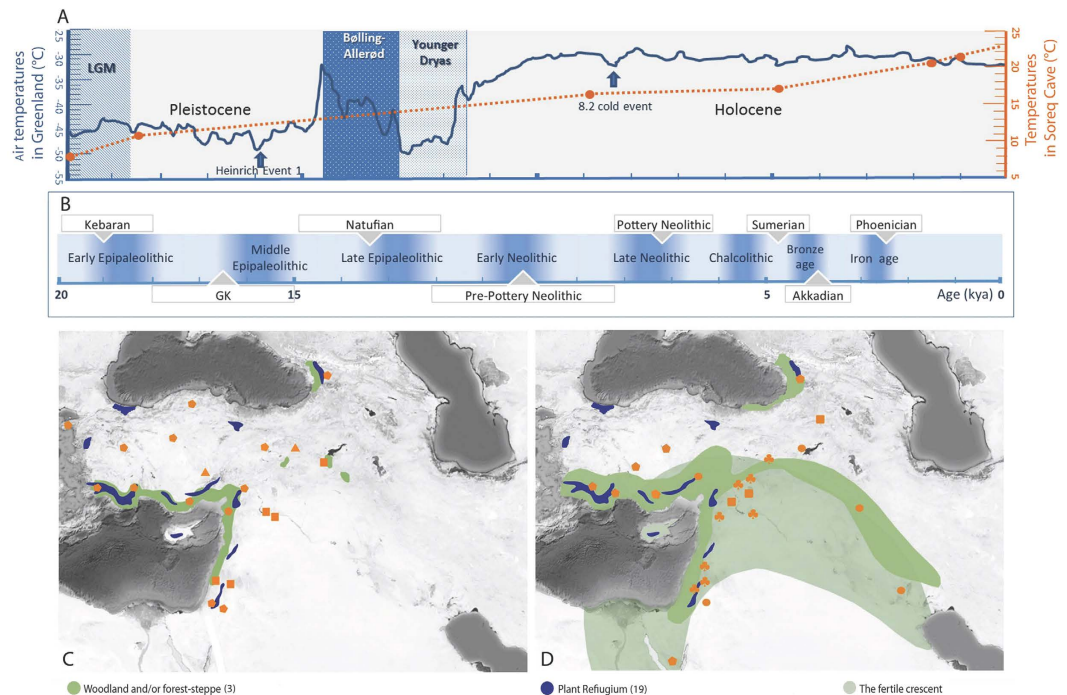 A
Air temperatures
in Greenland (°C)
25
-30
-35
-40
-45
-50
-55
LGM
Pleistocene
Heinrich Event 1
Bølling-
Allerød
Younger
Dryas
8.2 cold event
Holocene
25
20
15
10
5
Temperatures
in Soreq Cave (°C)
B
Kebaran
Natufian
Pottery Neolithic
Sumerian
Phoenician
Early Epipaleolithic
Middle
Epipaleolithic
Late Epipaleolithic
Early Neolithic
Late Neolithic
Chalcolithic
Bronze
age
Iron age
20
15
5
Age (kya) 0
GK
Pre-Pottery Neolithic
Akkadian
C
D
Woodland and/or forest-steppe (3)
Plant Refiugium (19)
The fertile crescent